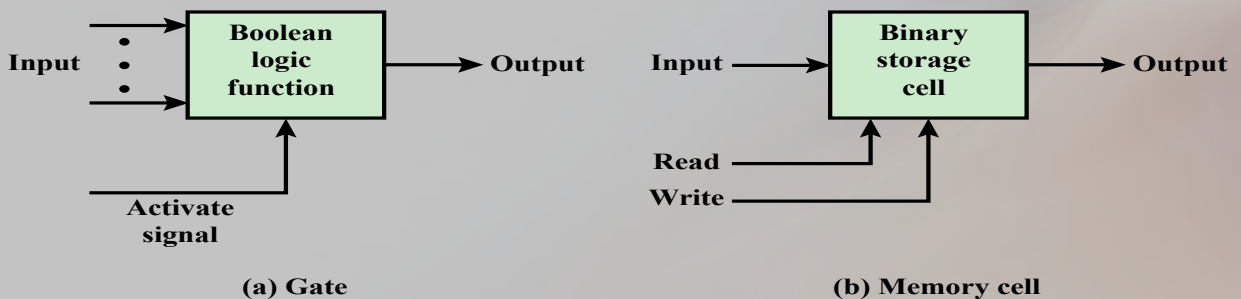 Input
Boolean
logic
function
Output
Activate
signal
(a) Gate
Input
Binary
storage
cell
Output
Read
Write
(b) Memory cell